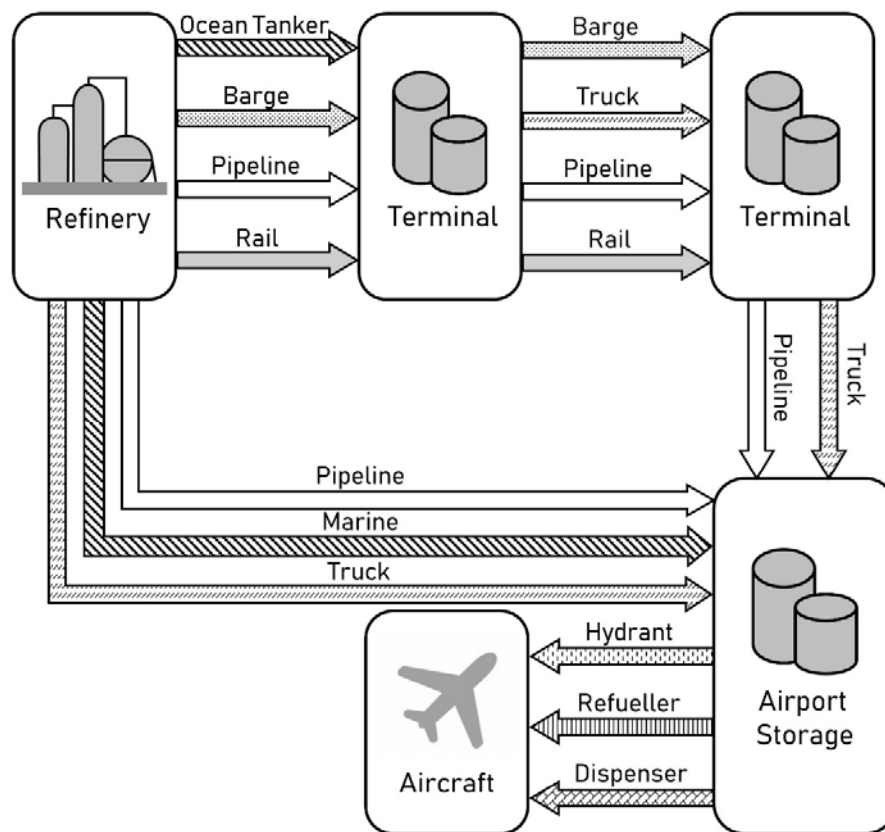 Ocean Tanker
Barge
Pipeline
Rail
Refinery
Terminal
Barge
Truck
Pipeline
Rail
Terminal
Pipeline
Truck
Pipeline
Marine
Truck
Hydrant
Refueller
Dispenser
Aircraft
Airport
Storage